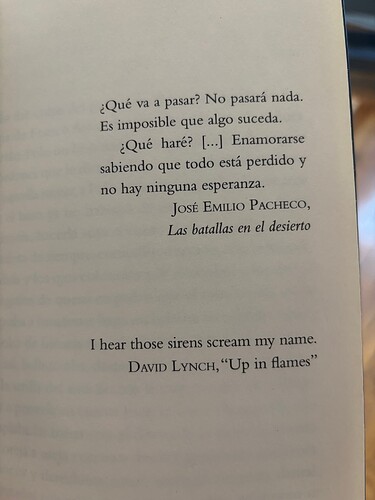 ¿Qué va a pasar? No pasará nada.
Es imposible que algo suceda.
¿Qué haré? [...] Enamorarse
sabiendo que todo está perdido y
no hay ninguna esperanza.
José Emilio Pacheco,
Las batallas en el desierto
I hear those sirens scream my name.
David Lynch, “Up in flames”